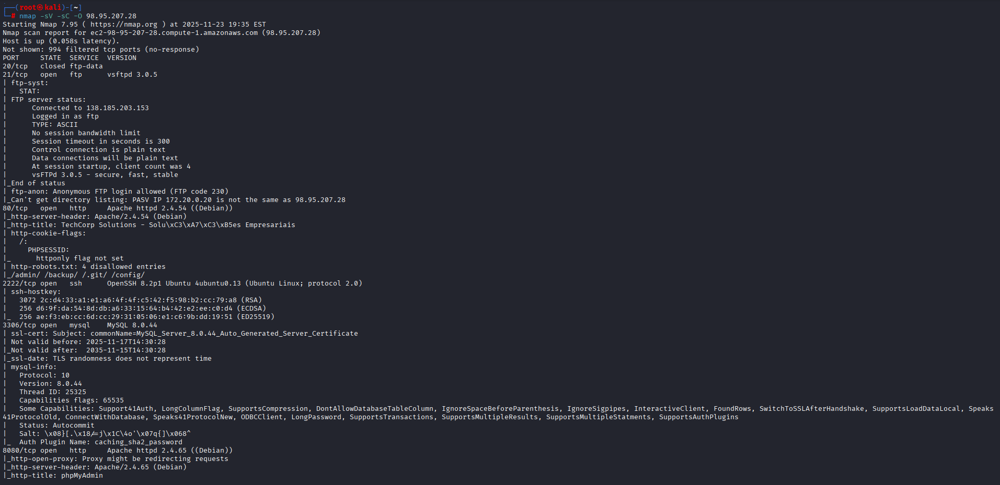 ┌──(root㉿kali)-[~]
└─# nmap -sV -sC -O 98.95.207.28
Starting Nmap 7.95 ( https://nmap.org ) at 2025-11-23 19:35 EST
Nmap scan report for ec2-98-95-207-28.compute-1.amazonaws.com (98.95.207.28)
Host is up (0.058s latency).
Not shown: 994 filtered tcp ports (no-response)
PORT     STATE  SERVICE  VERSION
20/tcp   closed ftp-data
21/tcp   open   ftp      vsftpd 3.0.5
| ftp-syst:
|   STAT:
| FTP server status:
|      Connected to 138.185.203.153
|      Logged in as ftp
|      TYPE: ASCII
|      No session bandwidth limit
|      Session timeout in seconds is 300
|      Control connection is plain text
|      Data connections will be plain text
|      At session startup, client count was 4
|      vsFTPd 3.0.5 - secure, fast, stable
|_End of status
| ftp-anon: Anonymous FTP login allowed (FTP code 230)
|_Can't get directory listing: PASV IP 172.20.0.20 is not the same as 98.95.207.28
80/tcp   open   http     Apache httpd 2.4.54 ((Debian))
|_http-server-header: Apache/2.4.54 (Debian)
|_http-title: TechCorp Solutions - Solu\xC3\xA7\xC3\xB5es Empresariais
| http-cookie-flags:
|   /:
|     PHPSESSID:
|_      httponly flag not set
| http-robots.txt: 4 disallowed entries
|_/admin/ /backup/ /.git/ /config/
2222/tcp open   ssh      OpenSSH 8.2p1 Ubuntu 4ubuntu0.13 (Ubuntu Linux; protocol 2.0)
| ssh-hostkey:
|   3072 2c:d4:33:a1:e1:a6:4f:4f:c5:42:f5:98:b2:cc:79:a8 (RSA)
|   256 d6:9f:da:54:8d:db:a6:33:15:64:b4:42:e2:ee:c0:d4 (ECDSA)
|_  256 ae:f3:eb:cc:6d:cc:29:31:05:06:e1:c6:9b:dd:19:51 (ED25519)
3306/tcp open   mysql    MySQL 8.0.44
| ssl-cert: Subject: commonName=MySQL_Server_8.0.44_Auto_Generated_Server_Certificate
| Not valid before: 2025-11-17T14:30:28
|_Not valid after:  2035-11-15T14:30:28
|_ssl-date: TLS randomness does not represent time
| mysql-info:
|   Protocol: 10
|   Version: 8.0.44
|   Thread ID: 25325
|   Capabilities flags: 65535
|   Some Capabilities: Support41Auth, LongColumnFlag, SupportsCompression, DontAllowDatabaseTableColumn, IgnoreSpaceBeforeParenthesis, IgnoreSigpipes, InteractiveClient, FoundRows, SwitchToSSLAfterHandshake, SupportsLoadDataLocal, Speaks
41ProtocolOld, ConnectWithDatabase, Speaks41ProtocolNew, ODBCClient, LongPassword, SupportsTransactions, SupportsMultipleResults, SupportsMultipleStatments, SupportsAuthPlugins
|   Status: Autocommit
|   Salt: \x08}[.\x18/=j\x1C\4o'\x07q{]\x068^
|_  Auth Plugin Name: caching_sha2_password
8080/tcp open   http     Apache httpd 2.4.65 ((Debian))
|_http-open-proxy: Proxy might be redirecting requests
|_http-server-header: Apache/2.4.65 (Debian)
|_http-title: phpMyAdmin